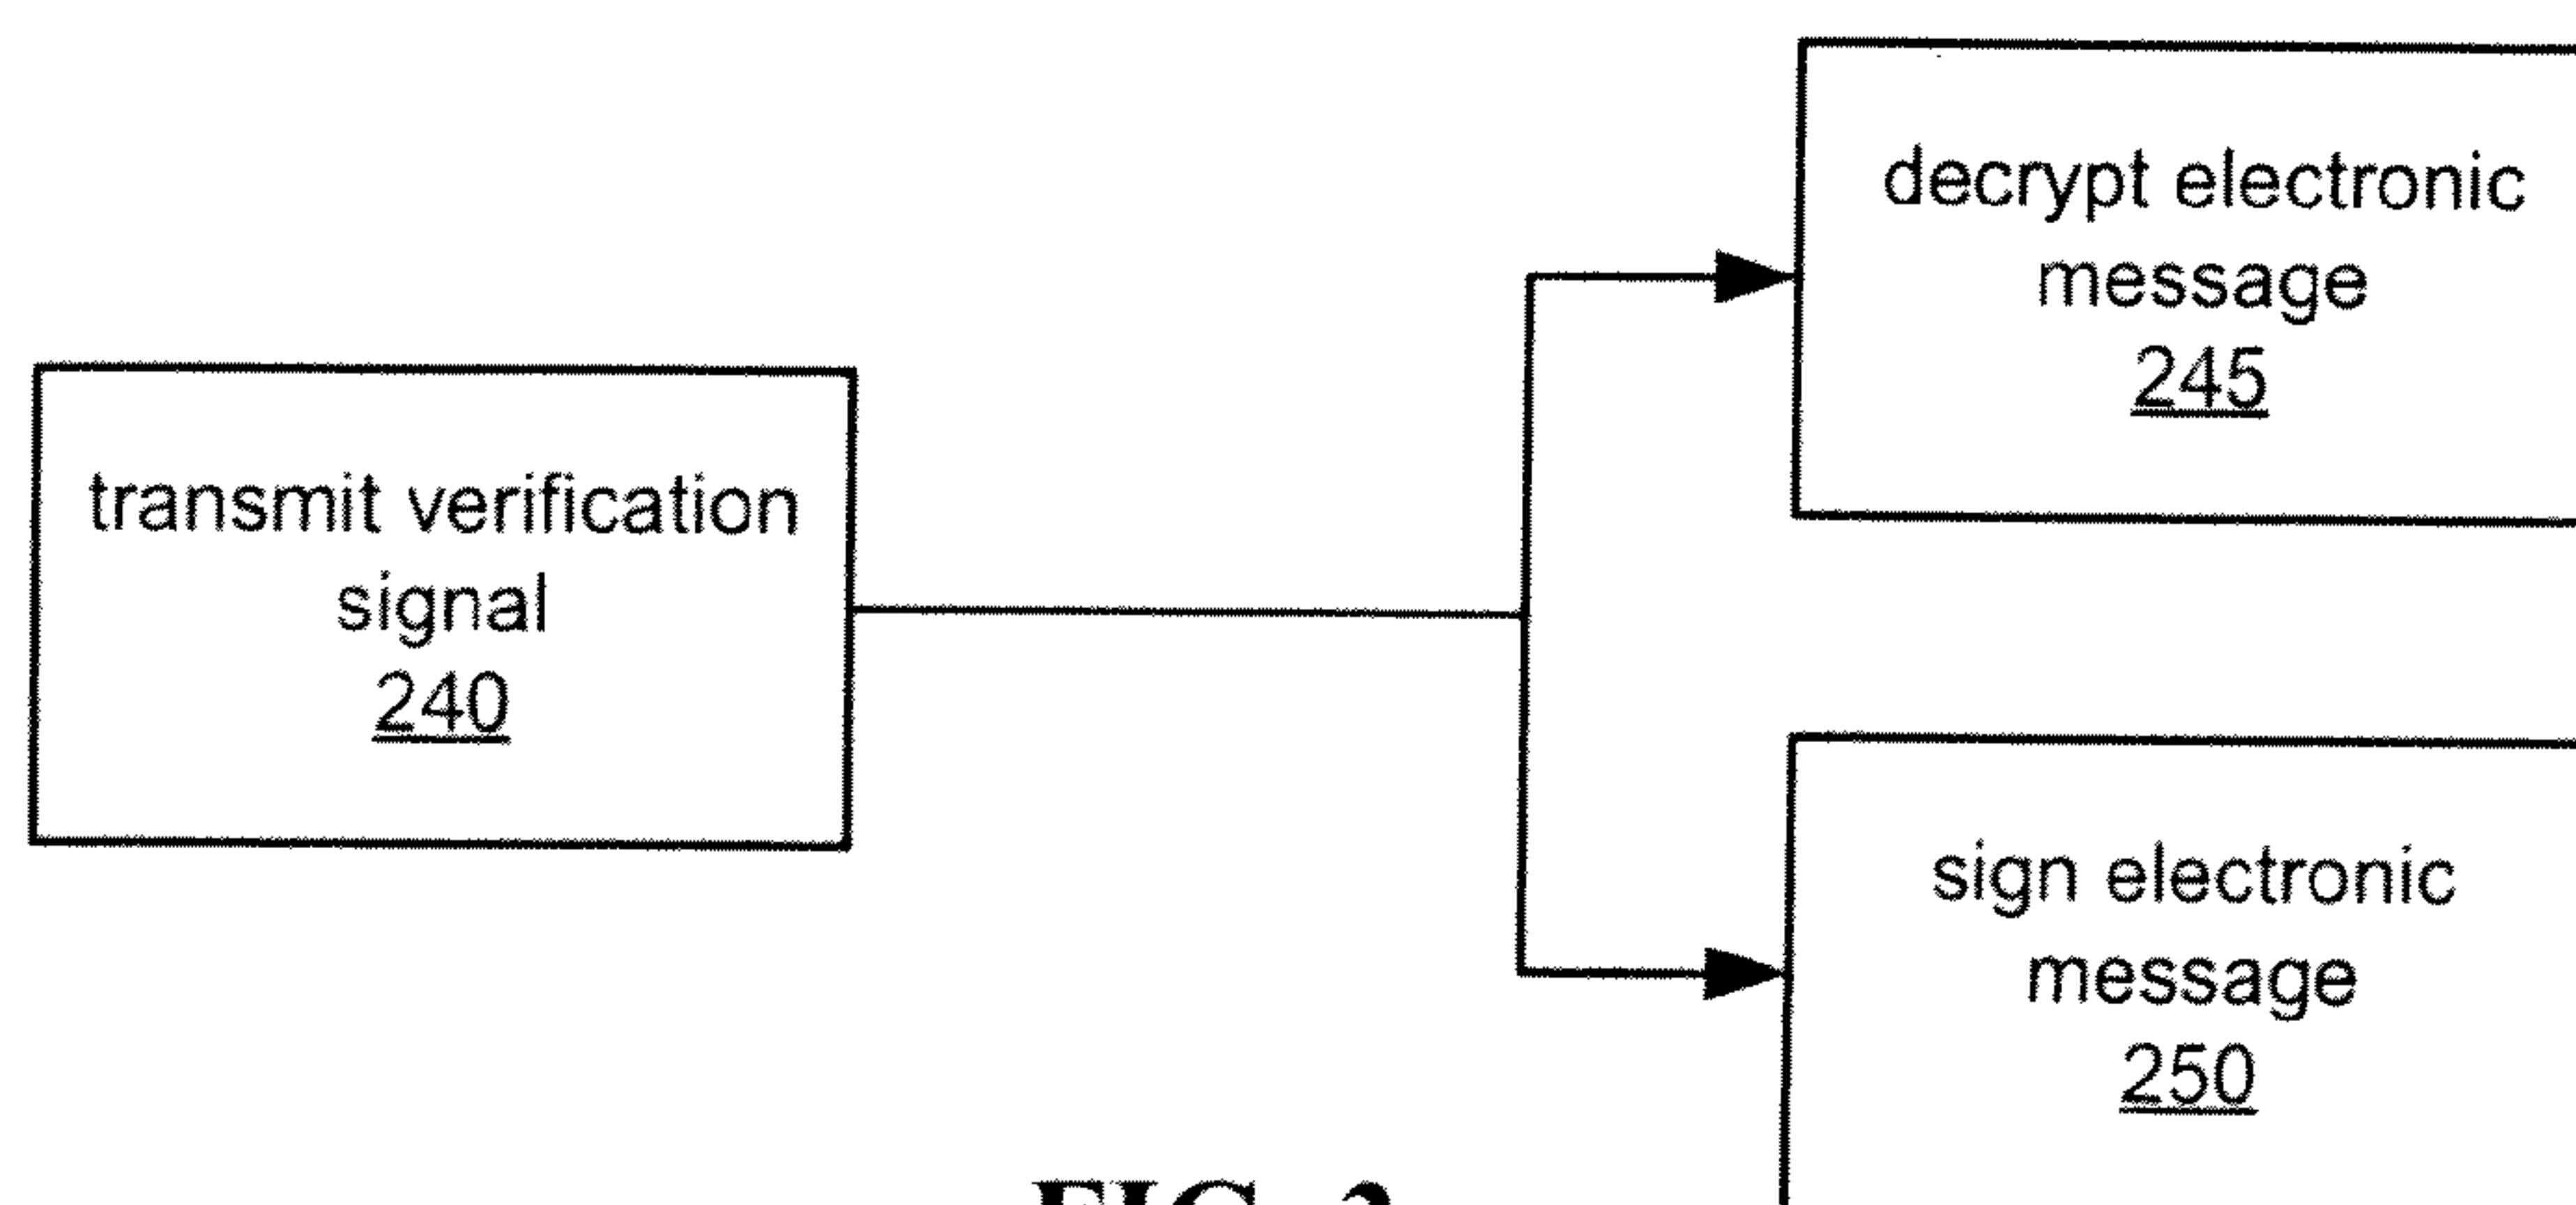 decrypt electronic
message
245
transmit verification
signal
240
sign electronic
message
250